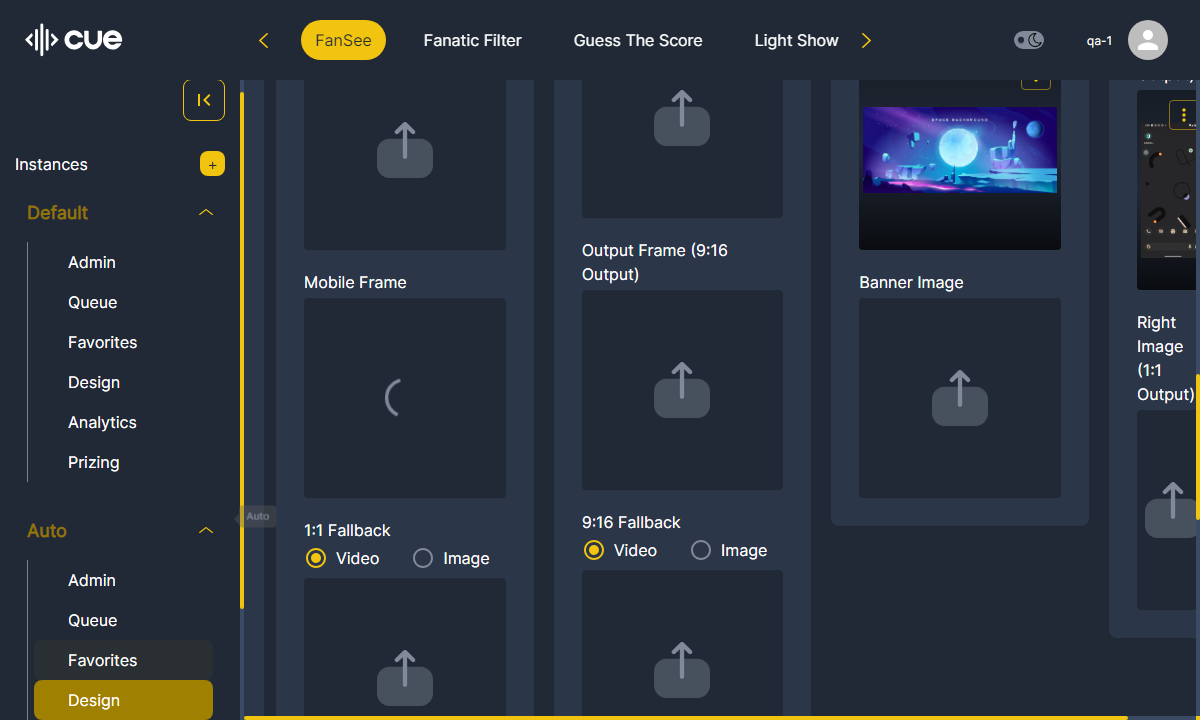 CUE
FanSee
Fanatic Filter
Guess The Score
Light Show
qa-1
Instances
+
Default
Admin
Queue
Favorites
Design
Analytics
Prizing
Auto
Admin
Queue
Favorites
Design
Auto
Mobile Frame
1:1 Fallback
Video
Image
Output Frame (9:16
Output)
9:16 Fallback
Video
Image
SPACE BACKGROUND
Banner Image
Right
Image
(1:1
Output)